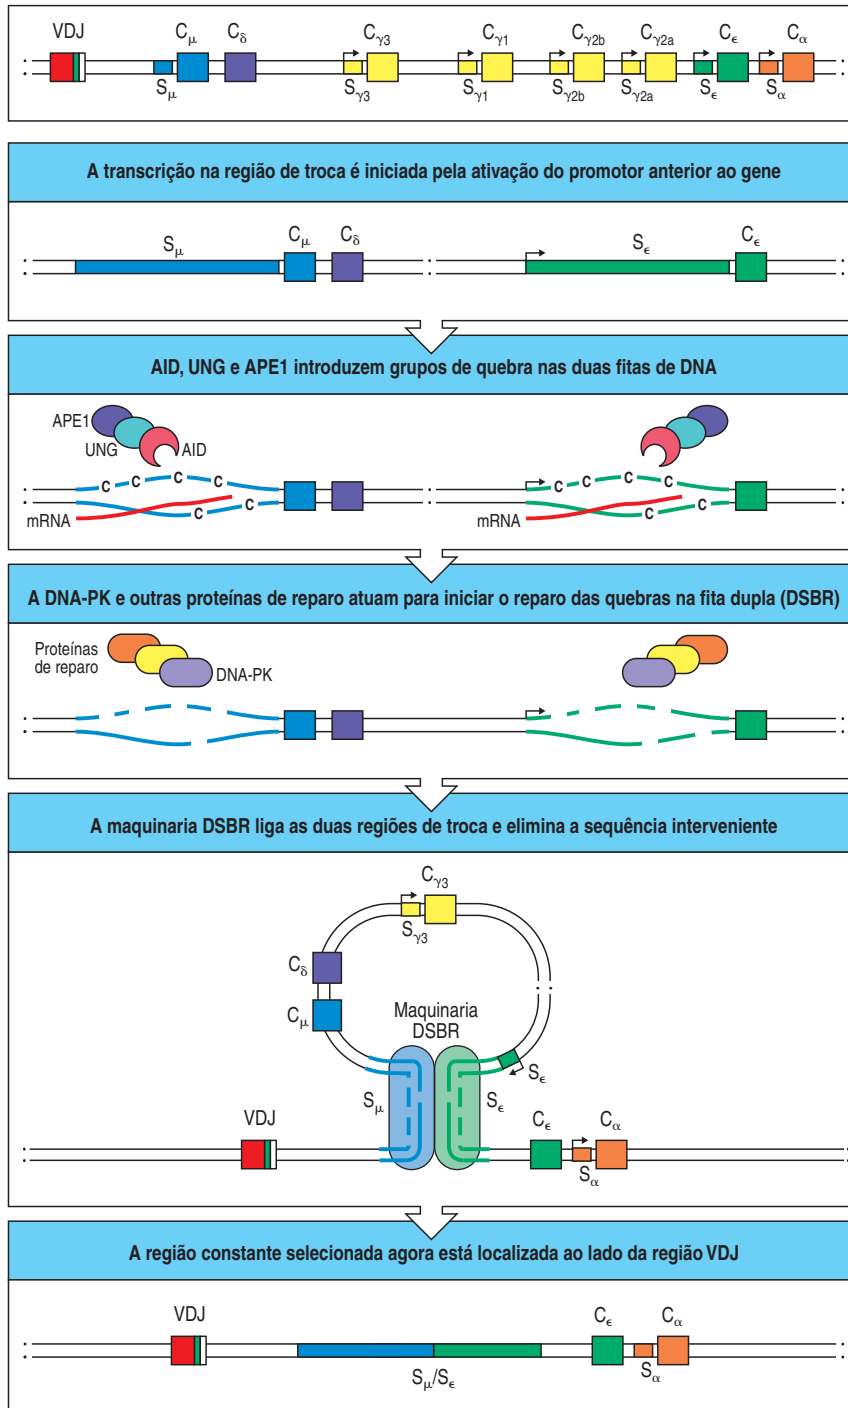 VDJ Cμ Cδ Cγ3 Cγ1 Cγ2b Cγ2a Cε Cα
Sμ Sγ3 Sγ1 Sγ2b Sγ2a Sε Sα
A transcrição na região de troca é iniciada pela ativação do promotor anterior ao gene
Sμ Cμ Cδ Sε Cε
AID, UNG e APE1 introduzem grupos de quebra nas duas fitas de DNA
APE1
UNG AID
C C C C C C C C
C C C C
mRNA mRNA
A DNA-PK e outras proteínas de reparo atuam para iniciar o reparo das quebras na fita dupla (DSBR)
Proteínas
de reparo
DNA-PK
A maquinaria DSBR liga as duas regiões de troca e elimina a sequência interveniente
Cγ3
Sγ3
Cδ
Cμ
Maquinaria
DSBR
Sε
Sμ Sε
VDJ Cε Cα
Sα
A região constante selecionada agora está localizada ao lado da região VDJ
VDJ Cε Cα
Sμ/Sε Sα